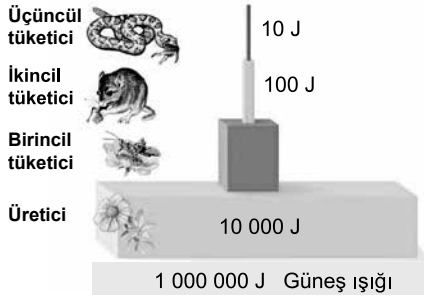 Üçüncül
tüketici
10 J
İkincil
tüketici
100 J
Birincil
tüketici
Üretici
10 000 J
1 000 000 J Güneş ışığı